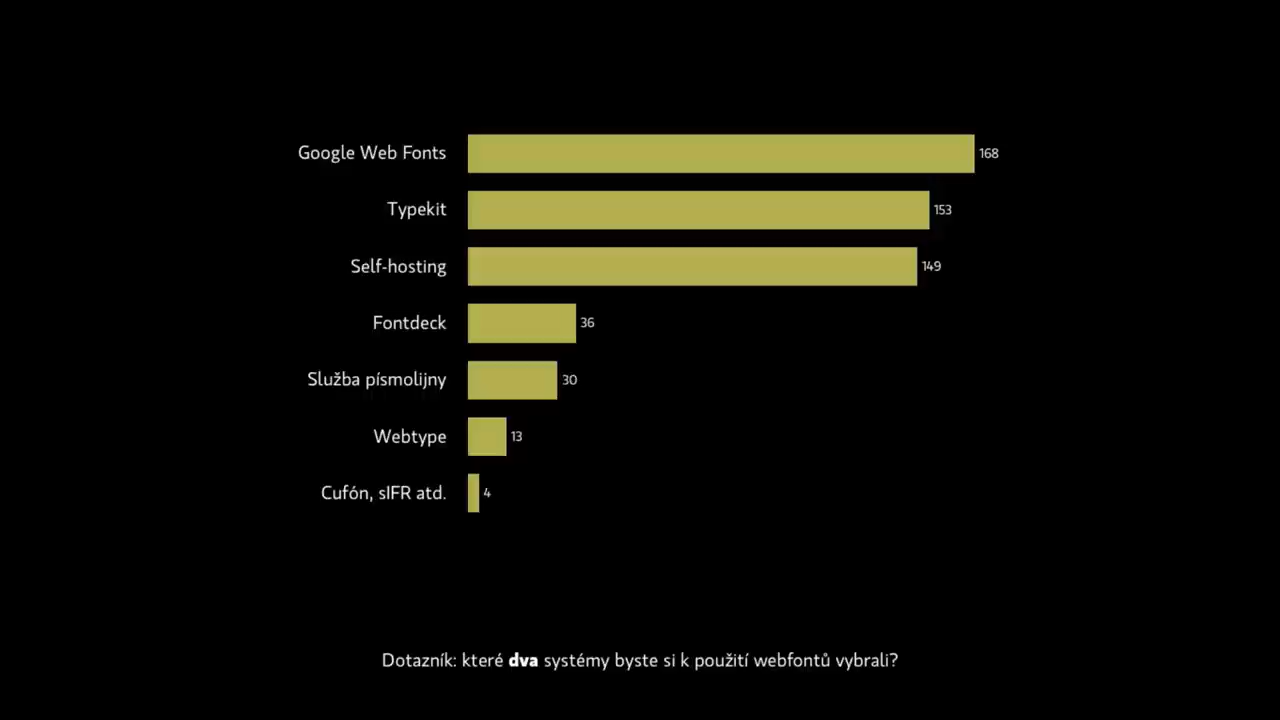 Google Web Fonts 168
Typekit 153
Self-hosting 149
Fontdeck 36
Služba písmolijny 30
Webtype 13
Cufón, sIFR atd. 4
Dotazník: které dva systémy byste si k použití webfontů vybrali?